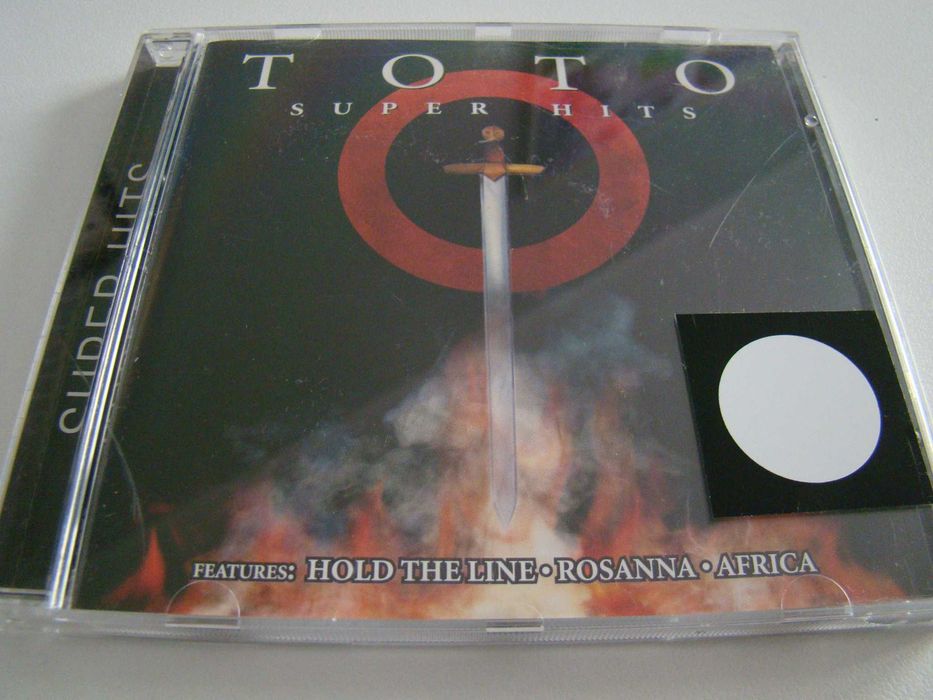 TOTO
SUPER HITS
SUPER HITS
FEATURES: HOLD THE LINE • ROSANNA • AFRICA